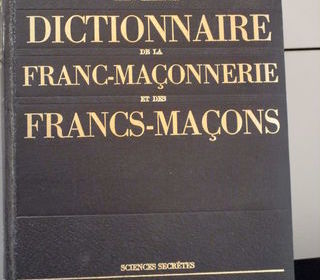 DICTIONNAIRE
DE LA
FRANC-MAÇONNERIE
ET DES
FRANCS-MAÇONS
SCIENCES SECRÈTES